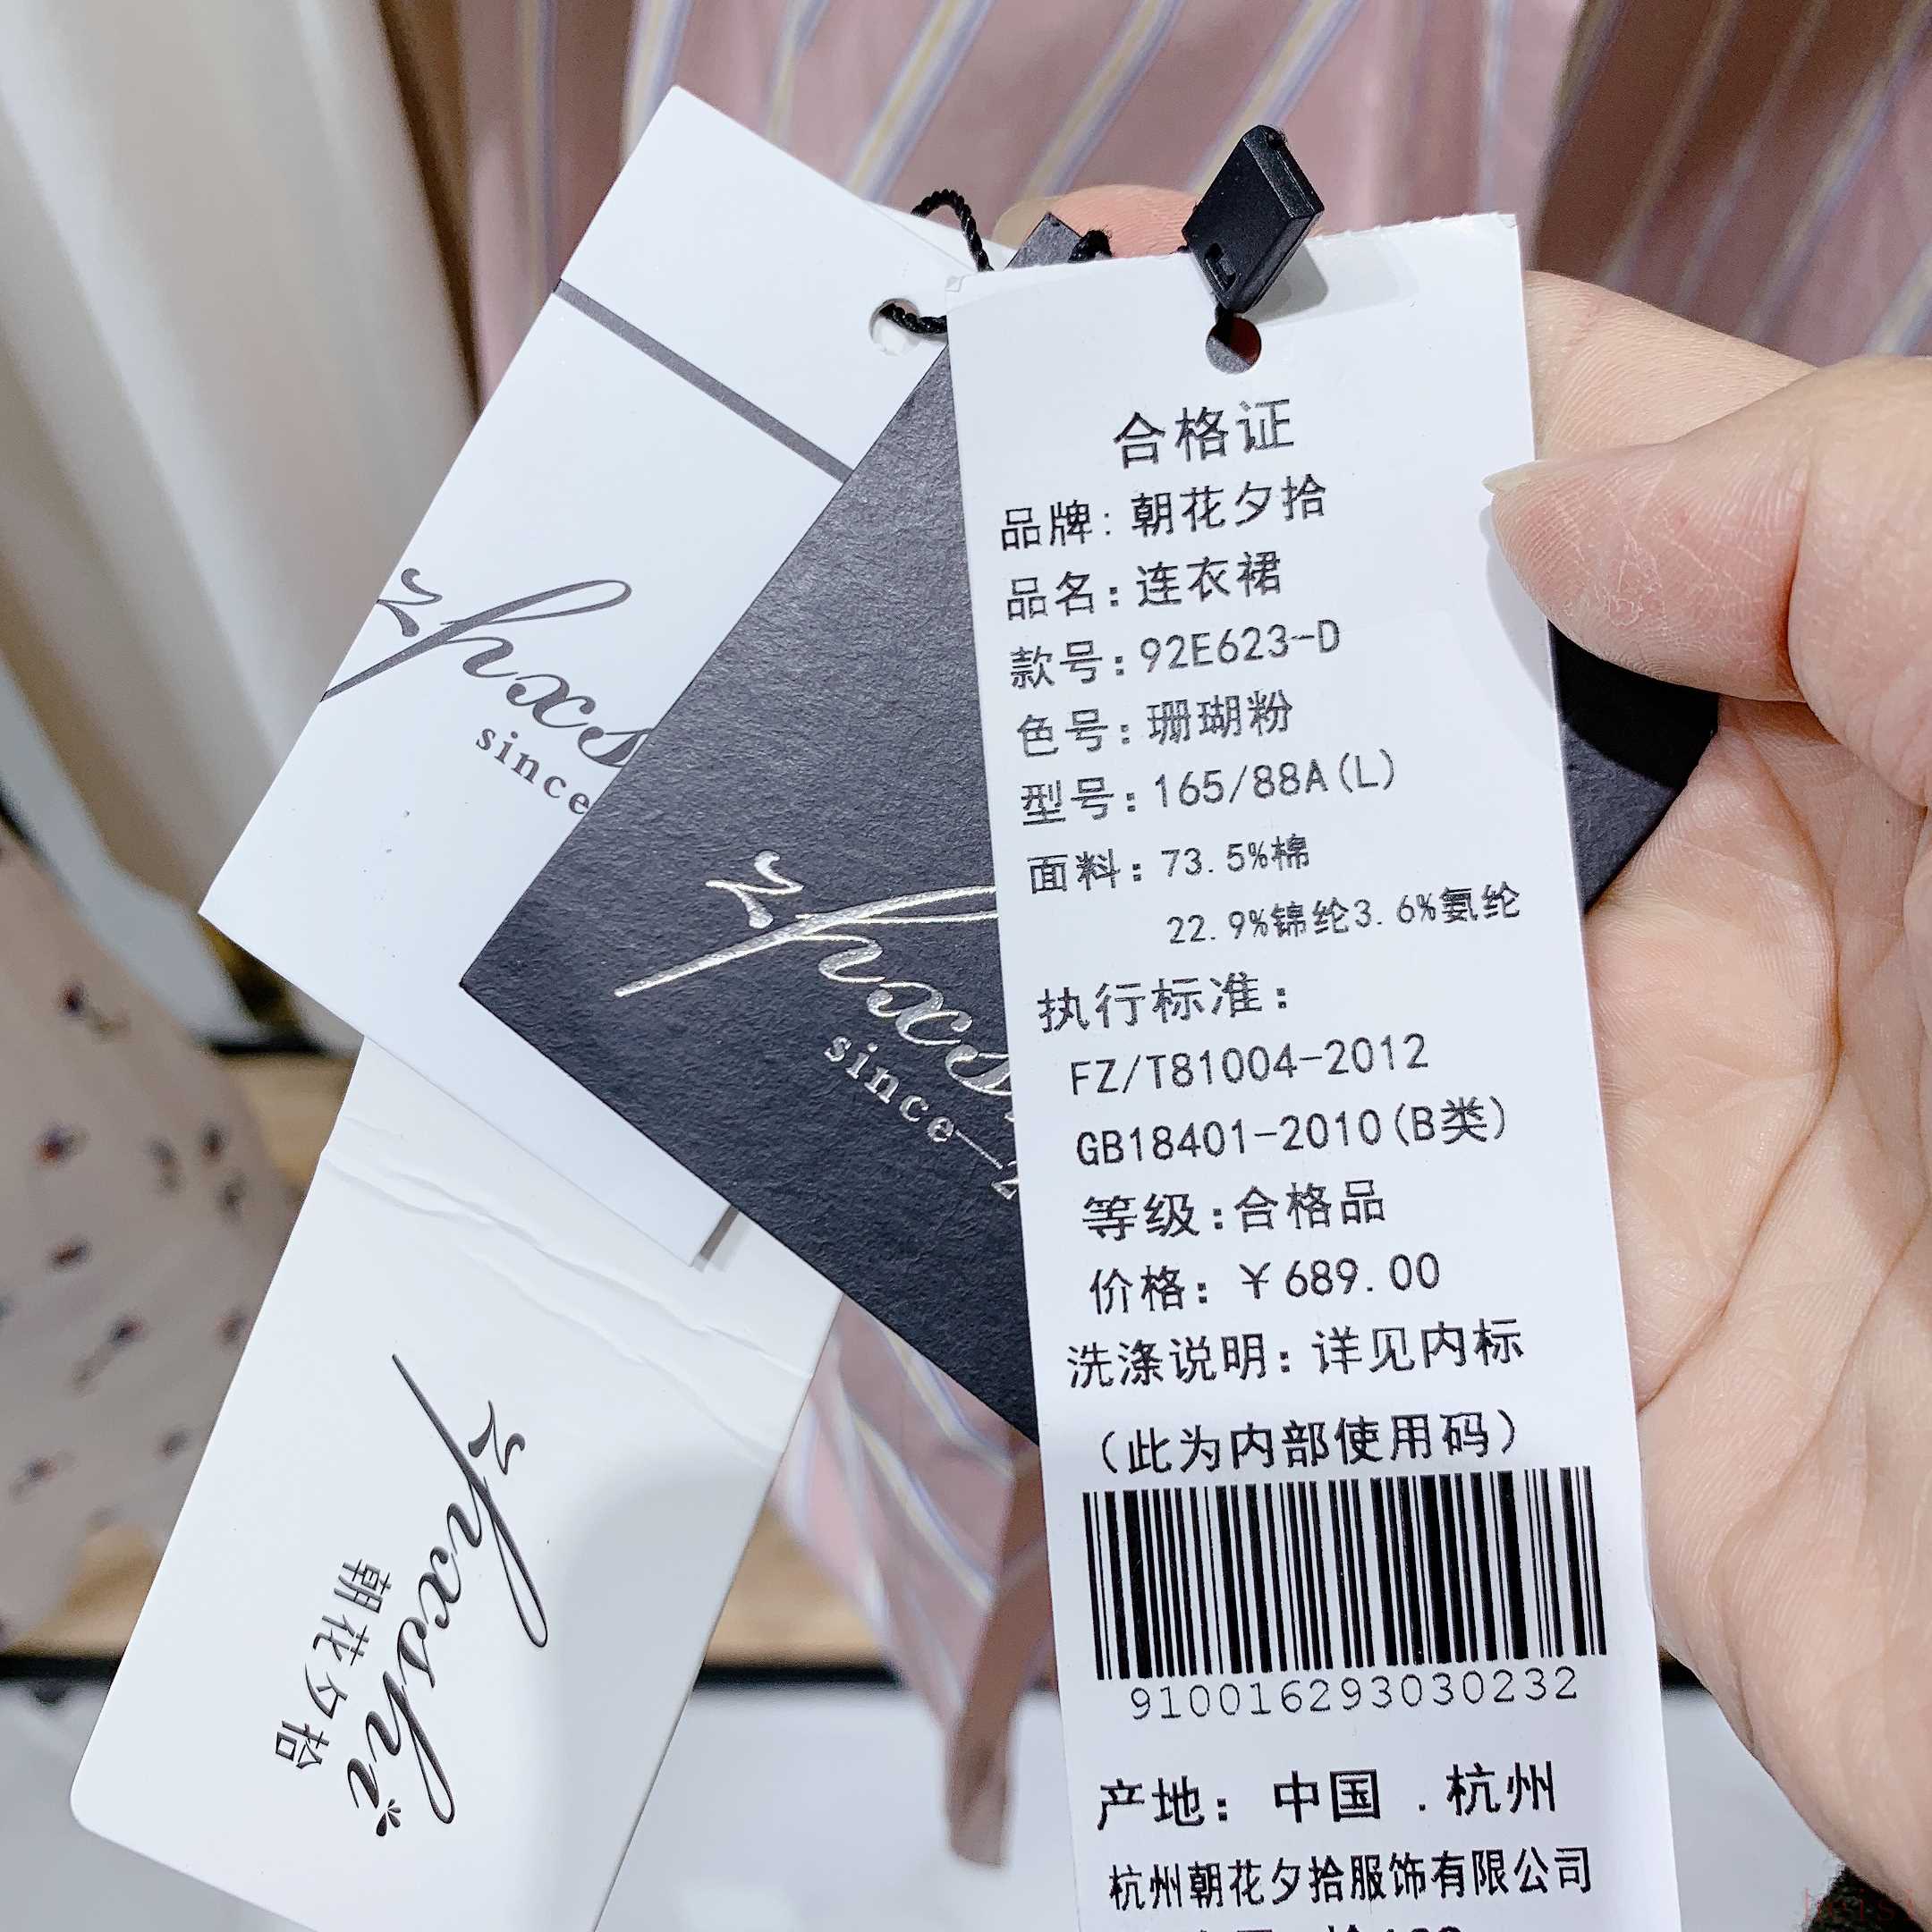 合格证
品牌:朝花夕拾
品名:连衣裙
款号:92E623-D
色号:珊瑚粉
型号:165/88A(L)
面料:73.5%棉
22.9%锦纶3.6%氨纶
执行标准:
FZ/T81004-2012
GB18401-2010(B类)
等级:合格品
价格:￥689.00
洗涤说明:详见内标
(此为内部使用码)
910016293030232
产地: 中国.杭州
杭州朝花夕拾服饰有限公司
zhxs
since
zhxs
since
zhxshi
朝花夕拾